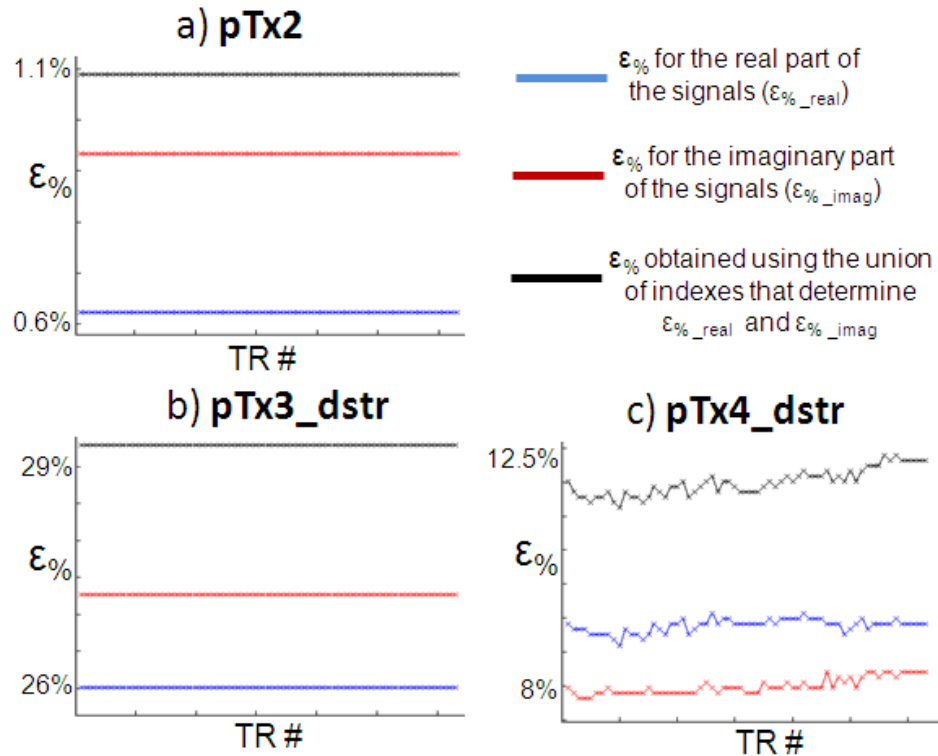 a) pTx2
1.1%
ε%
0.6%
TR #
ε% for the real part of
the signals (ε%_real)
ε% for the imaginary part
of the signals (ε%_imag)
ε% obtained using the union
of indexes that determine
ε%_real and ε%_imag
b) pTx3_dstr
29%
ε%
26%
TR #
c) pTx4_dstr
12.5%
ε%
8%
TR #